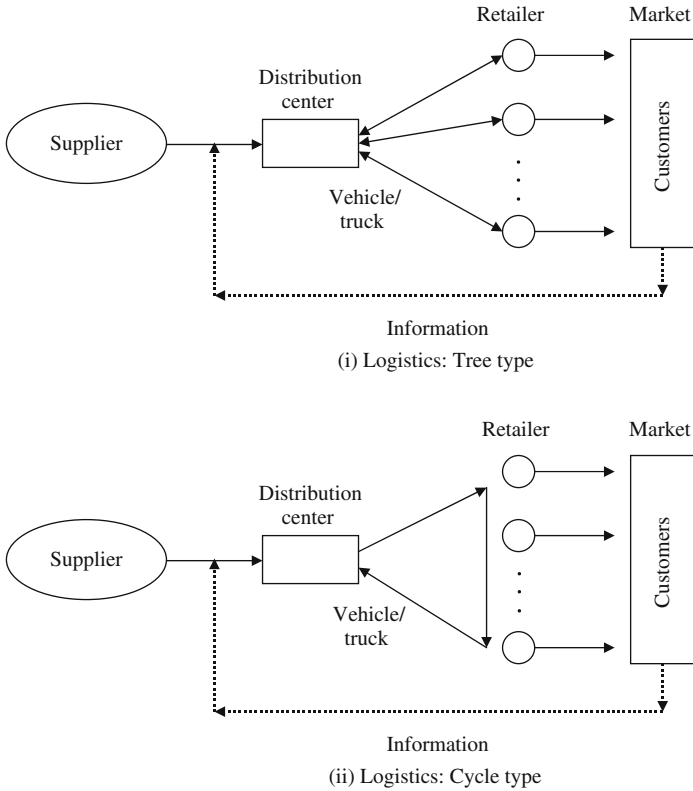 Retailer
Market
Distribution
center
Supplier
Customers
Vehicle/
truck
Information
(i) Logistics: Tree type
Retailer
Market
Distribution
center
Supplier
Customers
Vehicle/
truck
Information
(ii) Logistics: Cycle type